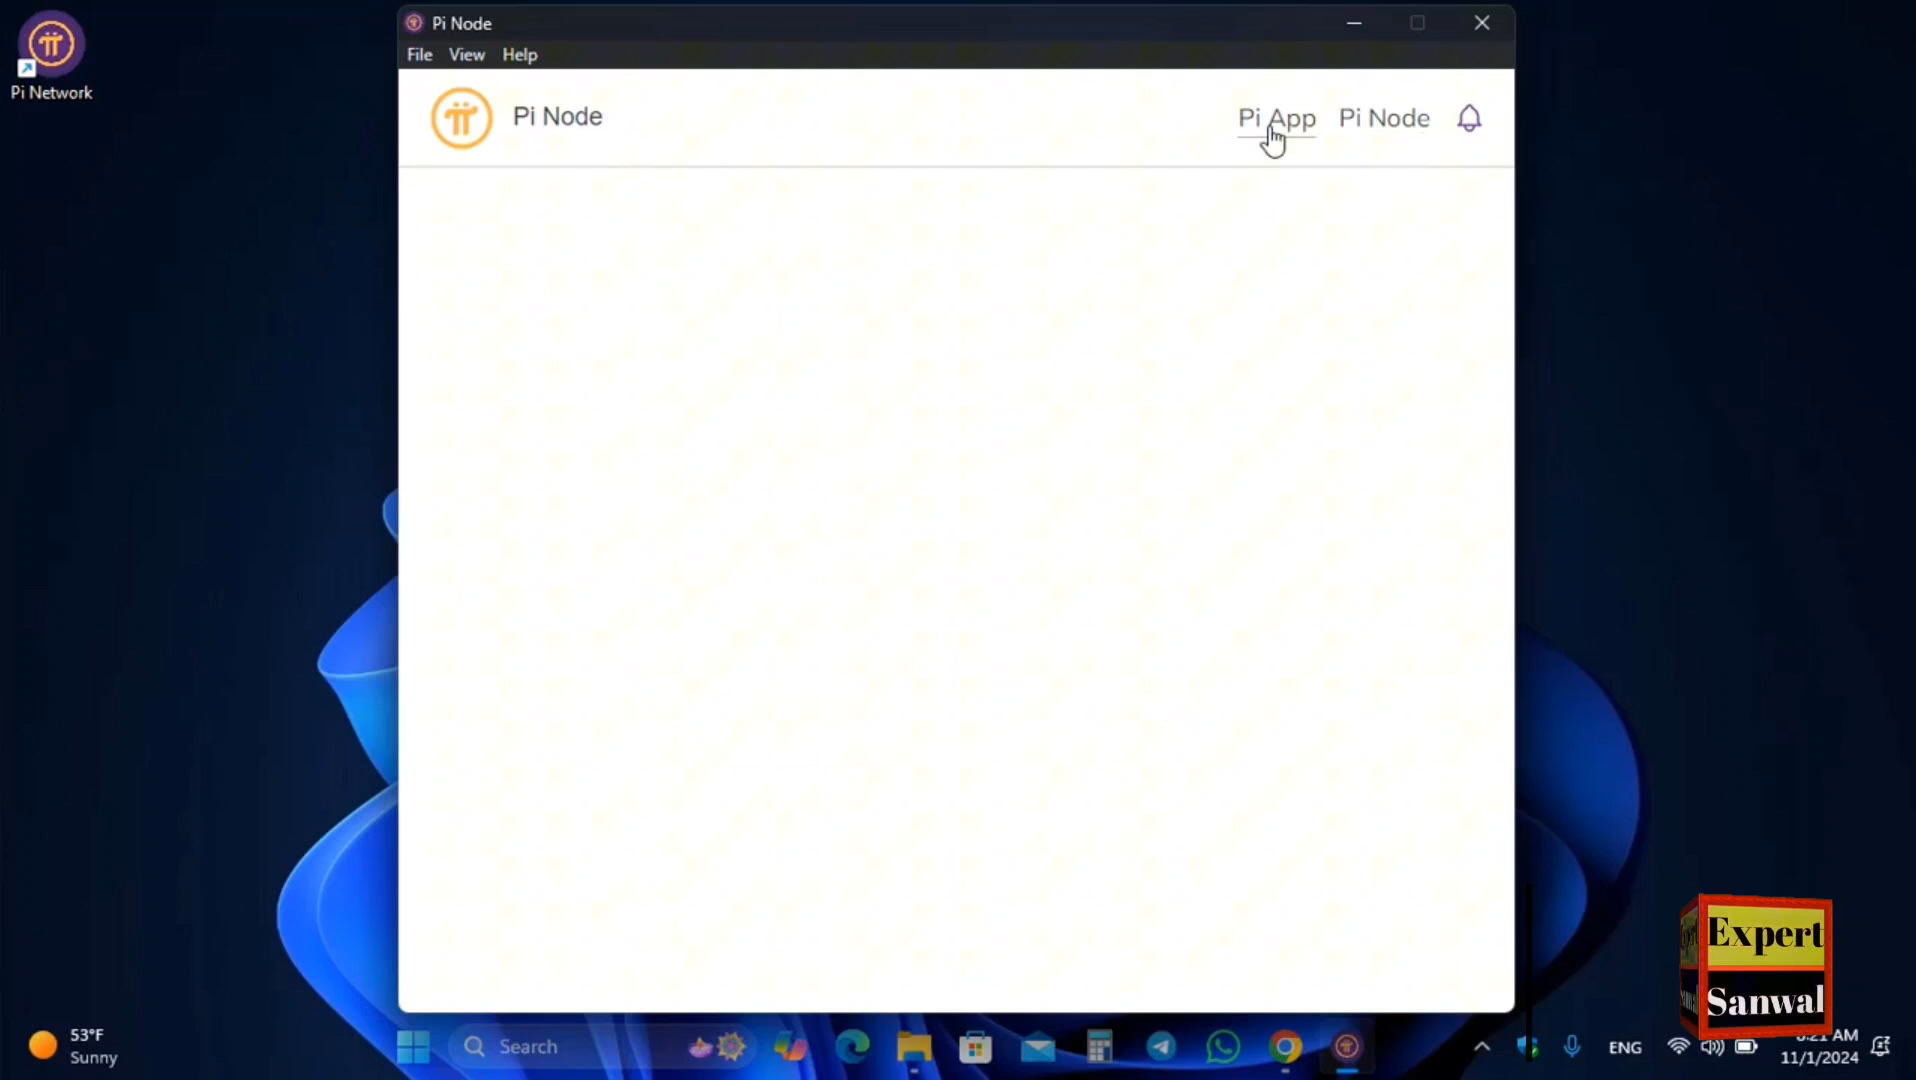 Pi Network
Pi Node
File View Help
Pi Node
Pi App Pi Node
Expert
Sanwal
53°F
Sunny
Search
ENG
AM
11/1/2024